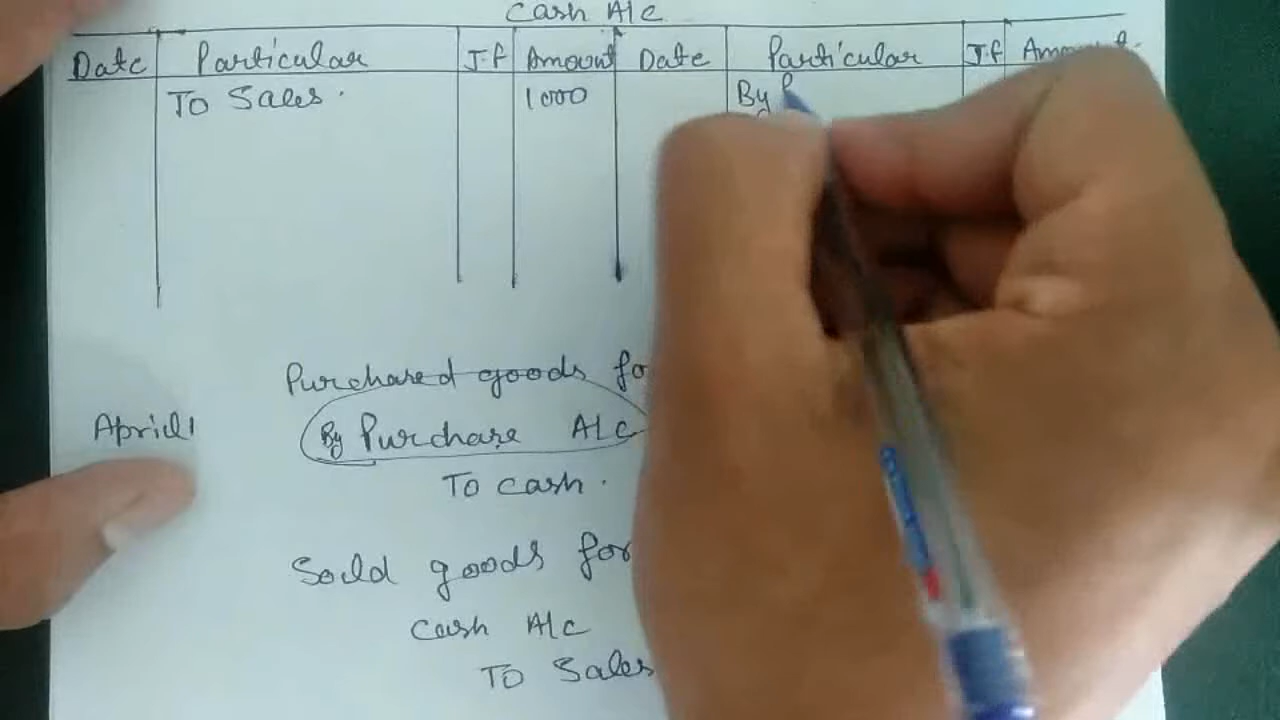 Cash A/c
Date Particular J.f Amount Date Particular J.f
To Sales. 1000 By
Purchased goods
April 1 By Purchase A/c
To cash.
Sold goods for
Cash A/c
To Sales